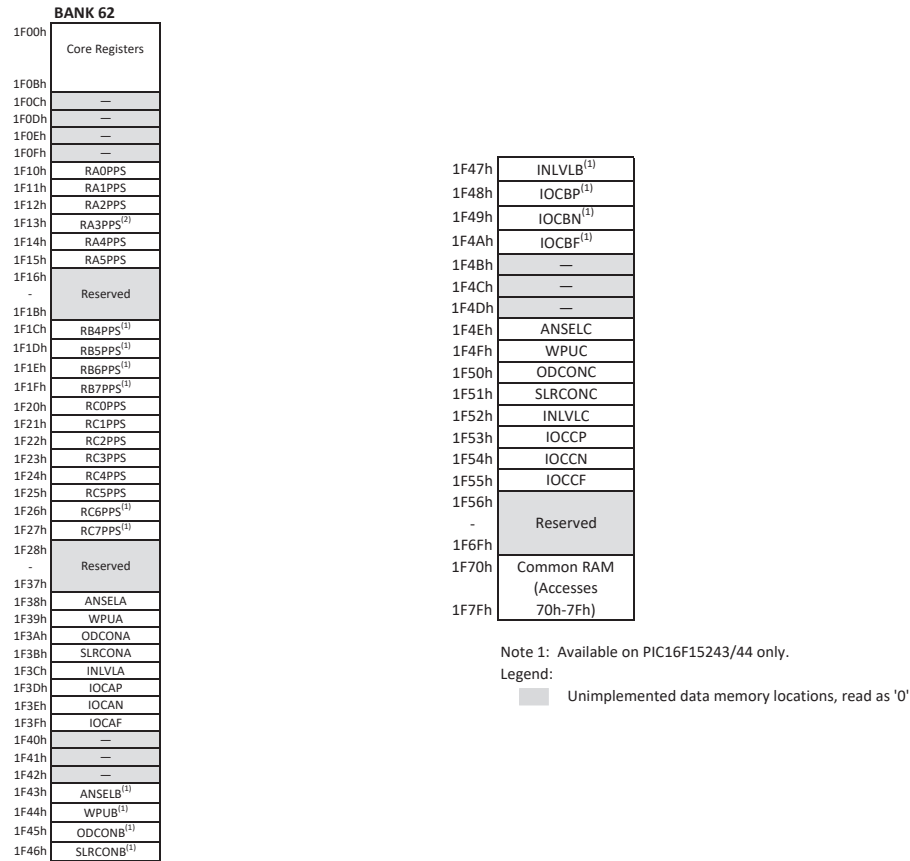 BANK 62
1F00h
Core Registers
1F0Bh
1F0Ch —
1F0Dh —
1F0Eh —
1F0Fh —
1F10h RA0PPS
1F11h RA1PPS
1F12h RA2PPS
1F13h RA3PPS(2)
1F14h RA4PPS
1F15h RA5PPS
1F16h
- Reserved
1F1Bh
1F1Ch RB4PPS(1)
1F1Dh RB5PPS(1)
1F1Eh RB6PPS(1)
1F1Fh RB7PPS(1)
1F20h RC0PPS
1F21h RC1PPS
1F22h RC2PPS
1F23h RC3PPS
1F24h RC4PPS
1F25h RC5PPS
1F26h RC6PPS(1)
1F27h RC7PPS(1)
1F28h
- Reserved
1F37h
1F38h ANSELA
1F39h WPUA
1F3Ah ODCONA
1F3Bh SLRCONA
1F3Ch INLVLA
1F3Dh IOCAP
1F3Eh IOCAN
1F3Fh IOCAF
1F40h —
1F41h —
1F42h —
1F43h ANSELB(1)
1F44h WPUB(1)
1F45h ODCONB(1)
1F46h SLRCONB(1)
1F47h INLVLB(1)
1F48h IOCBP(1)
1F49h IOCBN(1)
1F4Ah IOCBF(1)
1F4Bh —
1F4Ch —
1F4Dh —
1F4Eh ANSELC
1F4Fh WPUC
1F50h ODCONC
1F51h SLRCONC
1F52h INLVLC
1F53h IOCCP
1F54h IOCCN
1F55h IOCCF
1F56h
- Reserved
1F6Fh
1F70h Common RAM
(Accesses
1F7Fh 70h-7Fh)
Note 1: Available on PIC16F15243/44 only.
Legend:
Unimplemented data memory locations, read as '0'